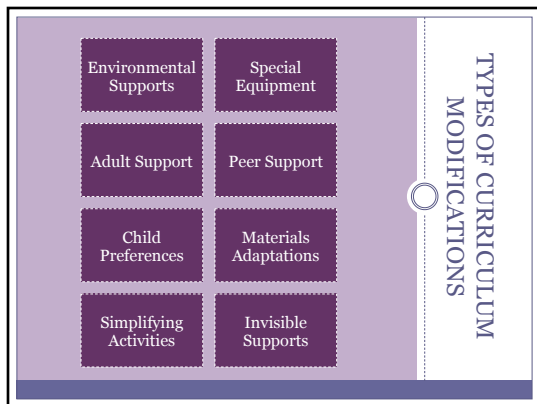 TYPES OF CURRICULUM
MODIFICATIONS
Environmental
Supports
Special
Equipment
Adult Support
Peer Support
Child
Preferences
Materials
Adaptations
Simplifying
Activities
Invisible
Supports